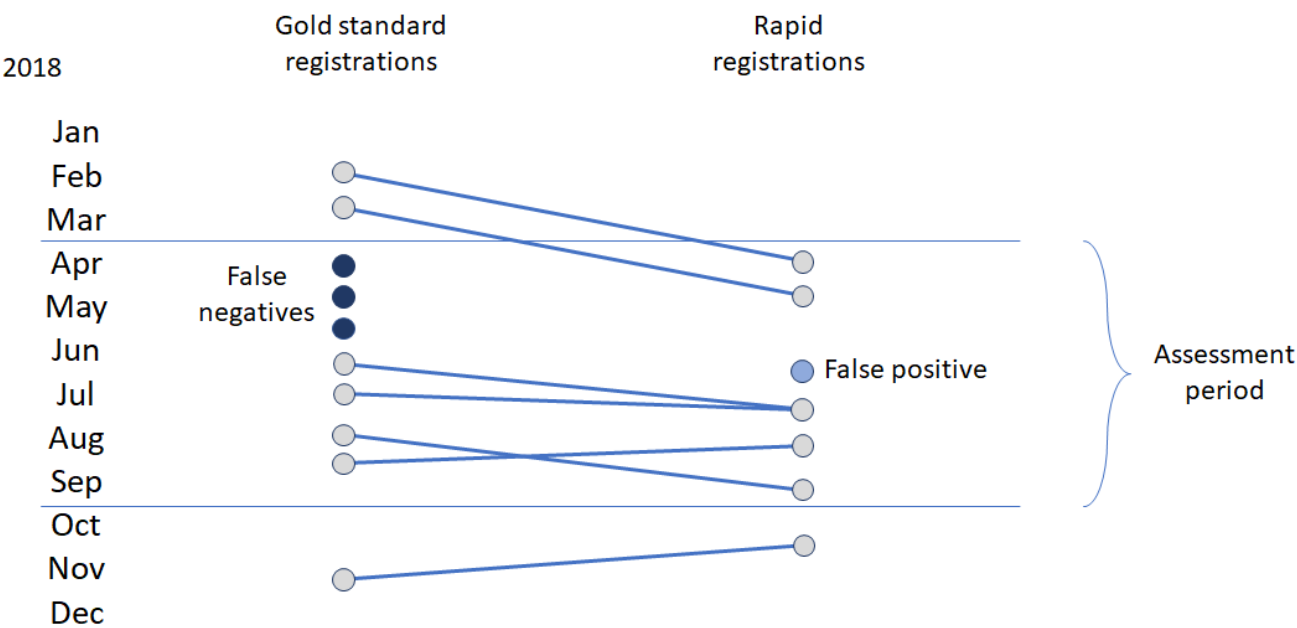 Gold standard
registrations
Rapid
registrations
2018
Jan
Feb
Mar
Apr
May
Jun
Jul
Aug
Sep
Oct
Nov
Dec
False
negatives
False positive
Assessment
period